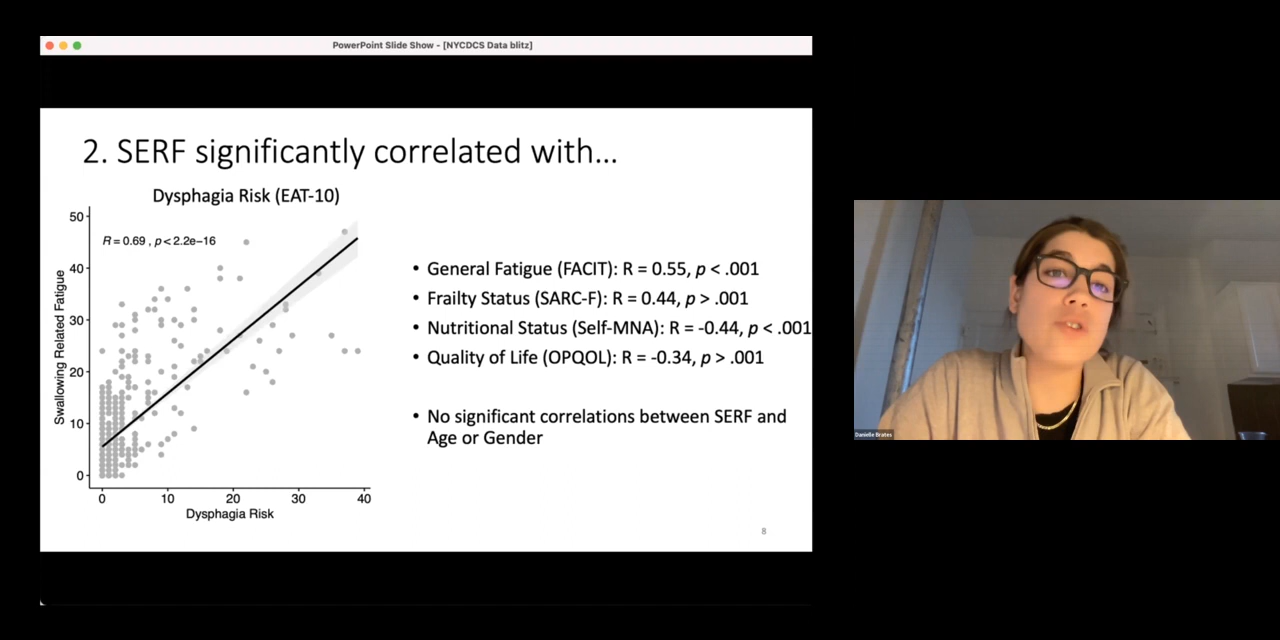 PowerPoint Slide Show - [NYCDCS Data blitz]
2. SERF significantly correlated with...
Dysphagia Risk (EAT-10)
50
R = 0.69 , p < 2.2e-16
40
30
20
10
0
Swallowing Related Fatigue
0 10 20 30 40
Dysphagia Risk
• General Fatigue (FACIT): R = 0.55, p < .001
• Frailty Status (SARC-F): R = 0.44, p > .001
• Nutritional Status (Self-MNA): R = -0.44, p < .001
• Quality of Life (OPQOL): R = -0.34, p > .001
• No significant correlations between SERF and
Age or Gender
8
Danielle Brates